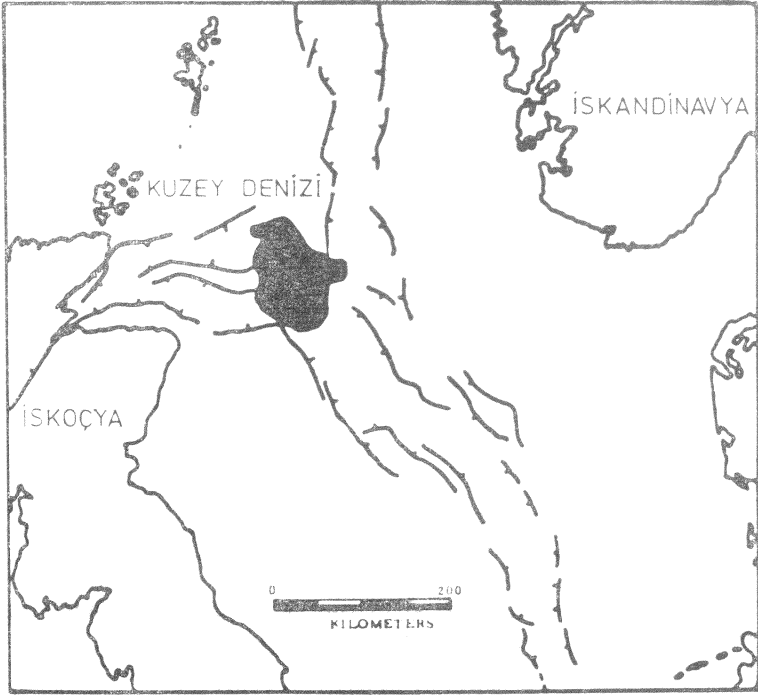 İSKANDİNAVYA
KUZEY DENİZİ
İSKOÇYA
0 200
KILOMETERS